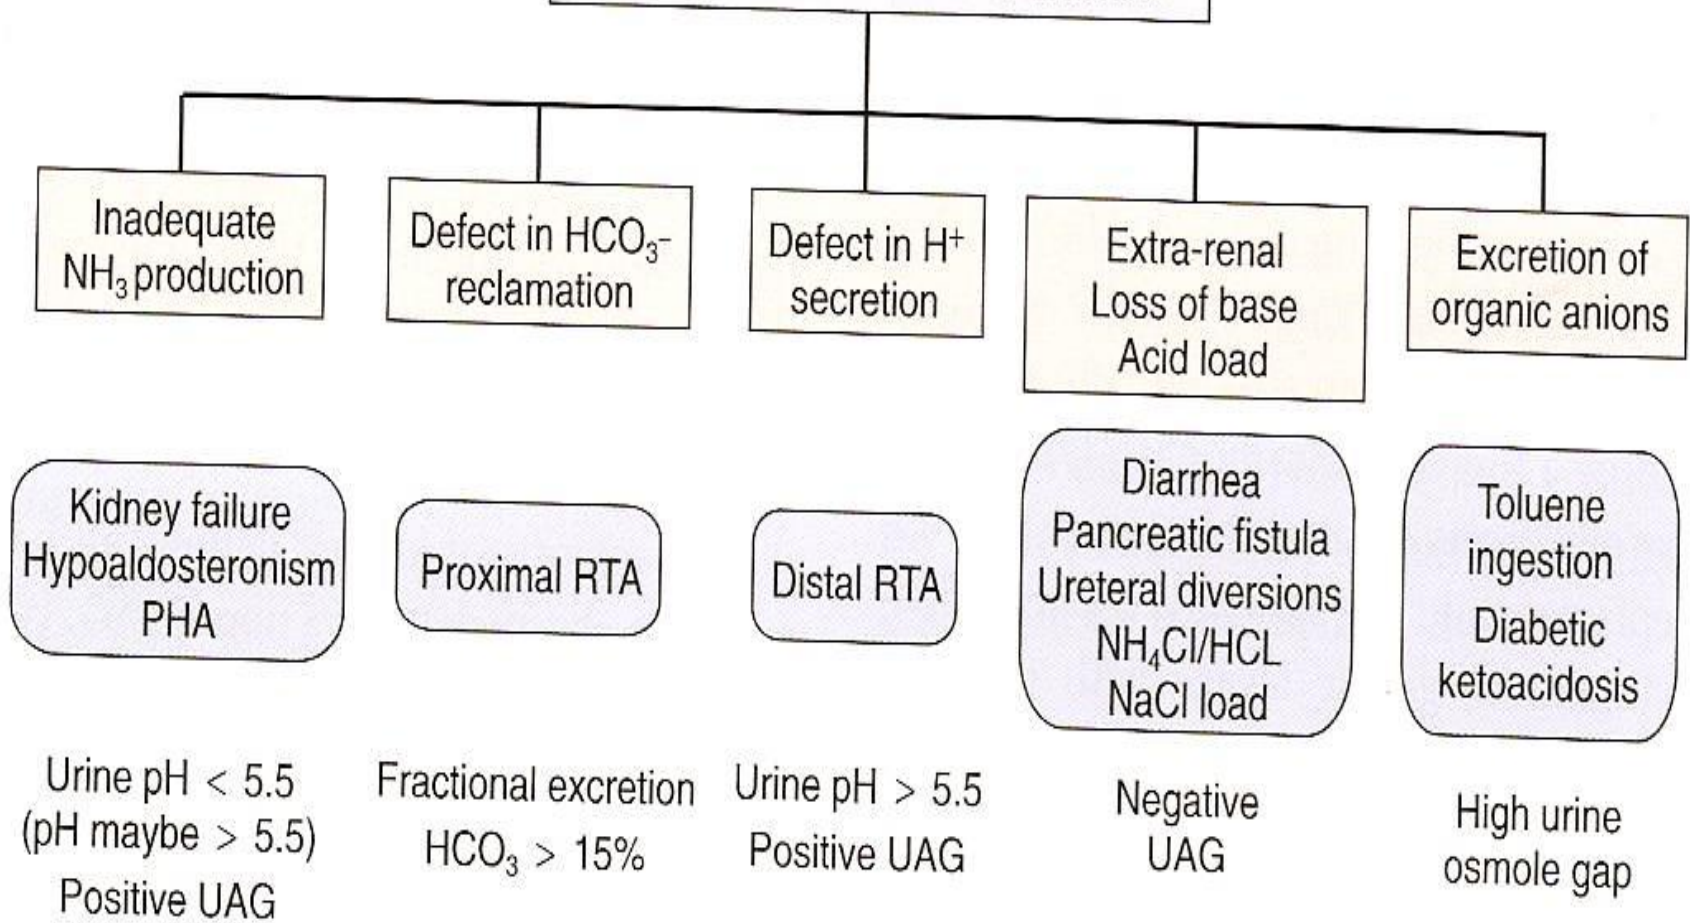 Inadequate
NH₃ production
Defect in HCO₃⁻
reclamation
Defect in H⁺
secretion
Extra-renal
Loss of base
Acid load
Excretion of
organic anions
Kidney failure
Hypoaldosteronism
PHA
Proximal RTA
Distal RTA
Diarrhea
Pancreatic fistula
Ureteral diversions
NH₄Cl/HCL
NaCl load
Toluene
ingestion
Diabetic
ketoacidosis
Urine pH < 5.5
(pH maybe > 5.5)
Positive UAG
Fractional excretion
HCO₃ > 15%
Urine pH > 5.5
Positive UAG
Negative
UAG
High urine
osmole gap